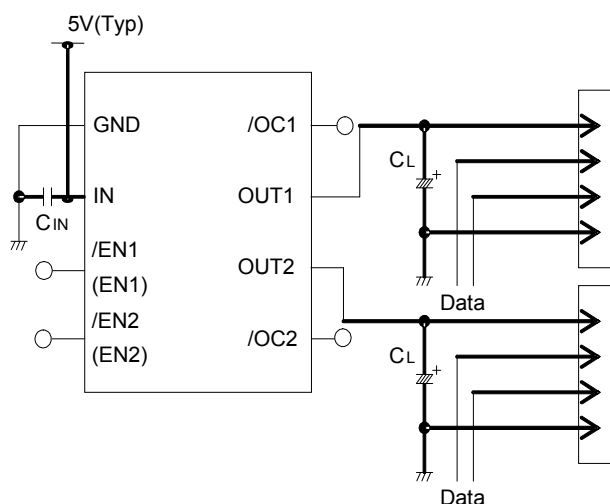 5V(Typ)
GND
/OC1
IN
OUT1
CIN
/EN1
(EN1)
OUT2
/EN2
(EN2)
/OC2
CL
+
Data
CL
+
Data